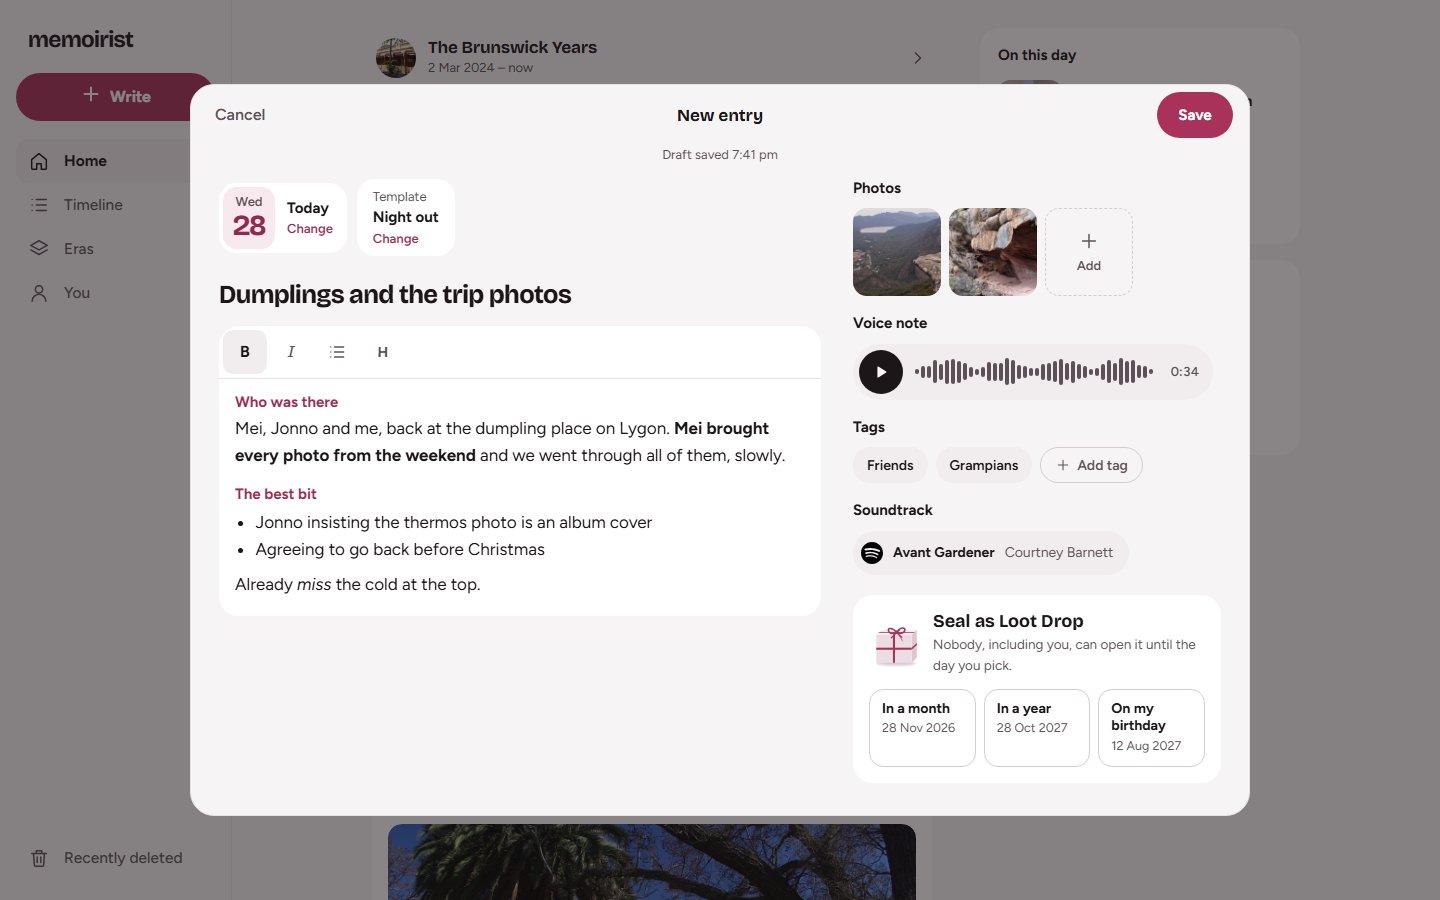 memoirist
Write
Home
Timeline
Eras
You
Recently deleted
The Brunswick Years
2 Mar 2024 – now
On this day
Cancel
New entry
Save
Draft saved 7:41 pm
Wed
28
Today
Change
Template
Night out
Change
Dumplings and the trip photos
B I H
Who was there
Mei, Jonno and me, back at the dumpling place on Lygon. Mei brought
every photo from the weekend and we went through all of them, slowly.
The best bit
• Jonno insisting the thermos photo is an album cover
• Agreeing to go back before Christmas
Already miss the cold at the top.
Photos
Add
Voice note
0:34
Tags
Friends
Grampians
Add tag
Soundtrack
Avant Gardener Courtney Barnett
Seal as Loot Drop
Nobody, including you, can open it until the
day you pick.
In a month
28 Nov 2026
In a year
28 Oct 2027
On my
birthday
12 Aug 2027